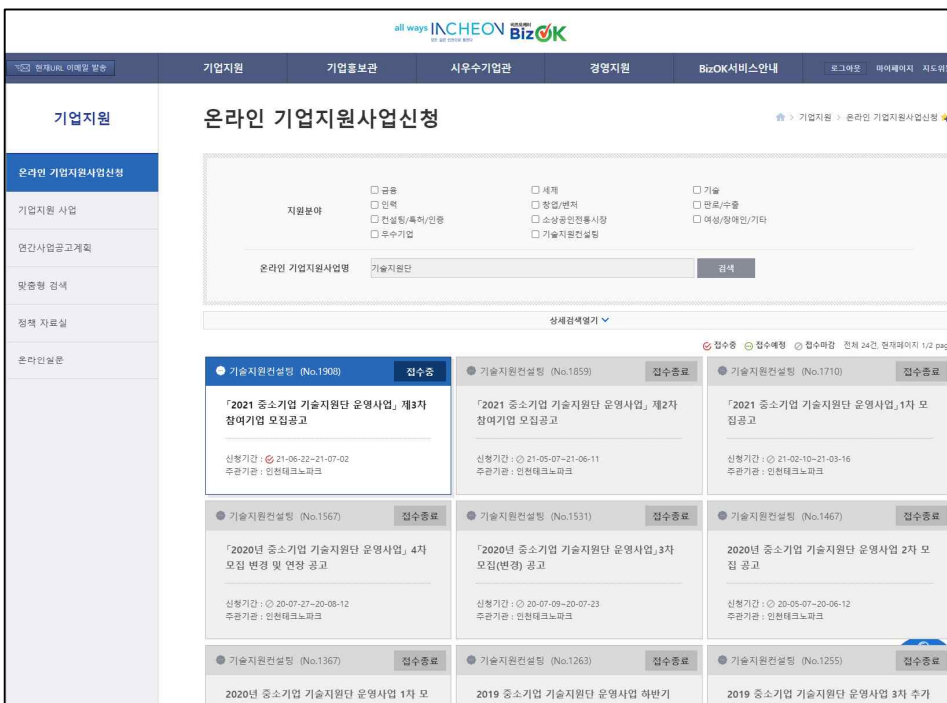 all ways INCHEON 비즈오케이 BizOK
모든 길은 인천으로 통한다
현재URL 이메일 발송
기업지원 기업홍보관 시우수기업관 경영지원 BizOK서비스안내 로그아웃 마이페이지
기업지원
온라인 기업지원사업신청
기업지원 사업
연간사업공고계획
맞춤형 검색
정책 자료실
온라인설문
온라인 기업지원사업신청
> 기업지원 > 온라인 기업지원사업신청
지원분야
금융 세제 기술
인력 창업/벤처 판로/수출
컨설팅/특허/인증 소상공인전통시장 여성/장애인/기타
우수기업 기술지원컨설팅
온라인 기업지원사업명 기술지원단 검색
상세검색열기
접수중 접수예정 접수마감 전체 24건, 현재페이지 1/2 pag
기술지원컨설팅 (No.1908) 접수중
「2021 중소기업 기술지원단 운영사업」 제3차
참여기업 모집공고
신청기간 : 21-06-22~21-07-02
주관기관 : 인천테크노파크
기술지원컨설팅 (No.1859) 접수종료
「2021 중소기업 기술지원단 운영사업」 제2차
참여기업 모집공고
신청기간 : 21-05-07~21-06-11
주관기관 : 인천테크노파크
기술지원컨설팅 (No.1710) 접수종료
「2021 중소기업 기술지원단 운영사업」1차 모
집공고
신청기간 : 21-02-10~21-03-16
주관기관 : 인천테크노파크
기술지원컨설팅 (No.1567) 접수종료
「2020년 중소기업 기술지원단 운영사업」 4차
모집 변경 및 연장 공고
신청기간 : 20-07-27~20-08-12
주관기관 : 인천테크노파크
기술지원컨설팅 (No.1531) 접수종료
「2020년 중소기업 기술지원단 운영사업」3차
모집(변경) 공고
신청기간 : 20-07-09~20-07-23
주관기관 : 인천테크노파크
기술지원컨설팅 (No.1467) 접수종료
2020년 중소기업 기술지원단 운영사업 2차 모
집 공고
신청기간 : 20-05-07~20-06-12
주관기관 : 인천테크노파크
기술지원컨설팅 (No.1367) 접수종료
2020년 중소기업 기술지원단 운영사업 1차 모
기술지원컨설팅 (No.1263) 접수종료
2019 중소기업 기술지원단 운영사업 하반기
기술지원컨설팅 (No.1255) 접수종료
2019 중소기업 기술지원단 운영사업 3차 추가